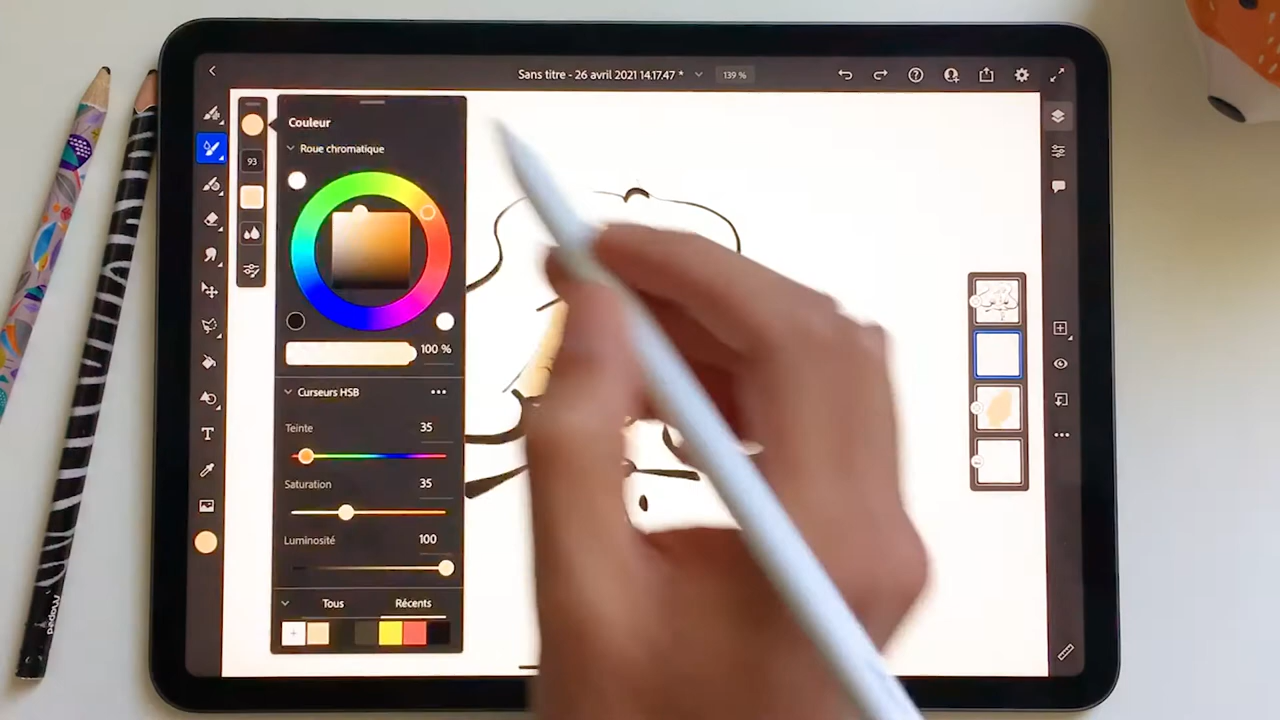 Sans titre - 26 avril 2021 14.17.47 *
139 %
Couleur
Roue chromatique
93
100 %
Curseurs HSB
Teinte 35
Saturation 35
Luminosité 100
Tous Récents
T
Maped